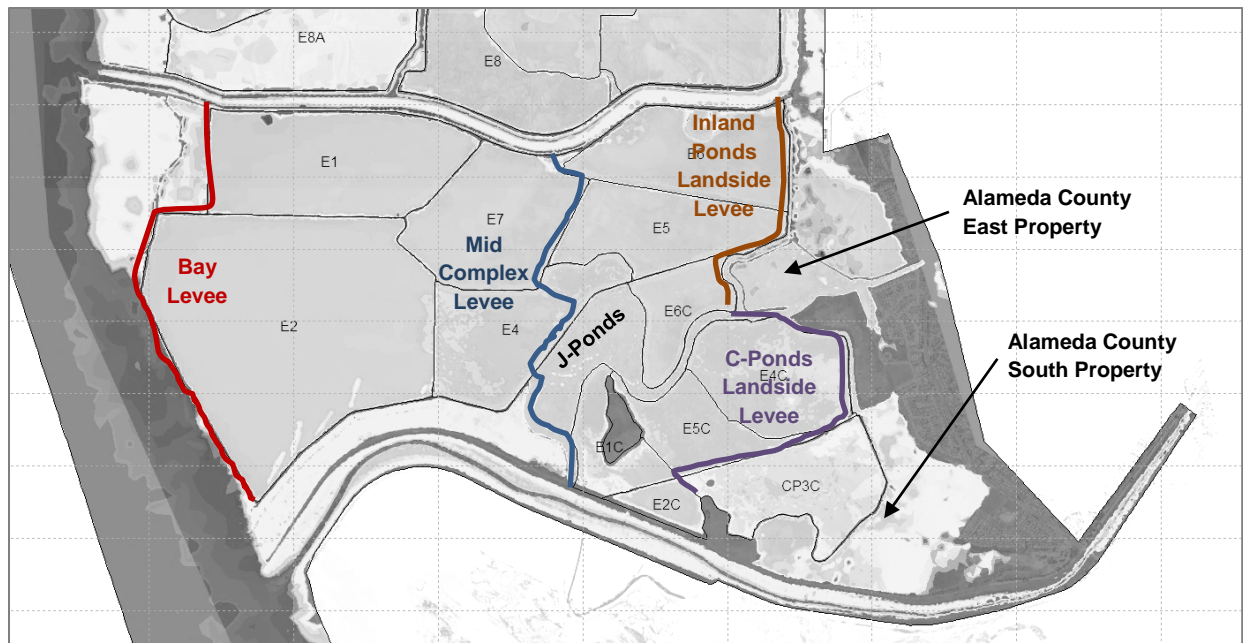 E8A
E8
E1
E7
E2
E4
E5
E6
E6C
E4C
E5C
E1C
E2C
CP3C
Bay
Levee
Mid
Complex
Levee
J-Ponds
Inland
Ponds
Landside
Levee
C-Ponds
Landside
Levee
Alameda County
East Property
Alameda County
South Property